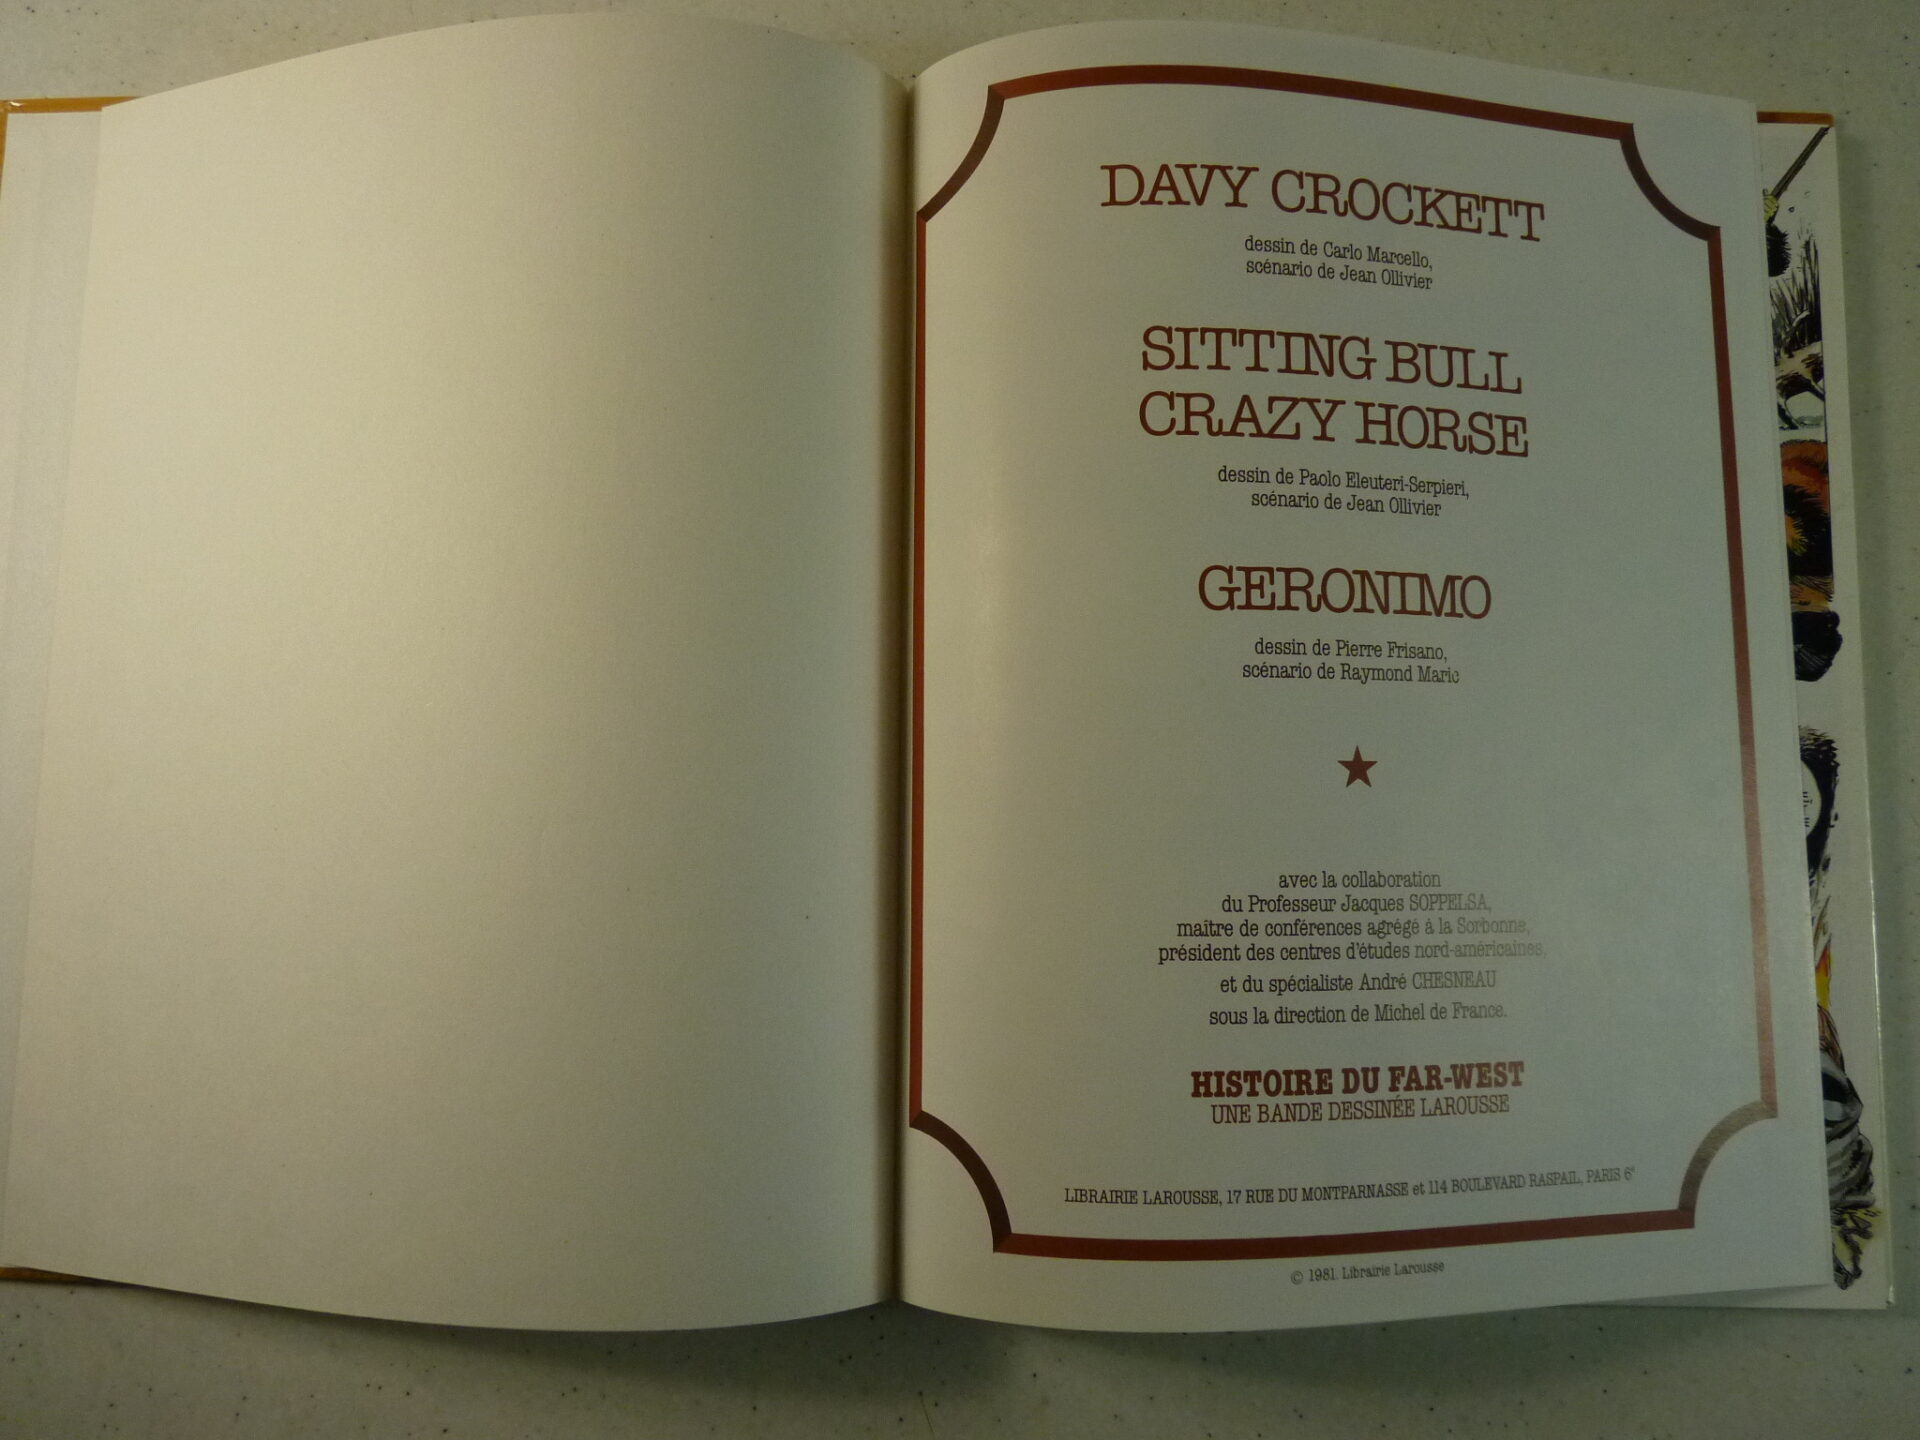 DAVY CROCKETT
dessin de Carlo Marcello,
scénario de Jean Ollivier
SITTING BULL
CRAZY HORSE
dessin de Paolo Eleuteri-Serpieri,
scénario de Jean Ollivier
GERONIMO
dessin de Pierre Frisano,
scénario de Raymond Maric
avec la collaboration
du Professeur Jacques SOPPELSA,
maître de conférences agrégé à la Sorbonne,
président des centres d'études nord-américaines,
et du spécialiste André CHESNEAU
sous la direction de Michel de France.
HISTOIRE DU FAR-WEST
UNE BANDE DESSINÉE LAROUSSE
LIBRAIRIE LAROUSSE, 17 RUE DU MONTPARNASSE et 114 BOULEVARD RASPAIL, PARIS 6e
© 1981. Librairie Larousse